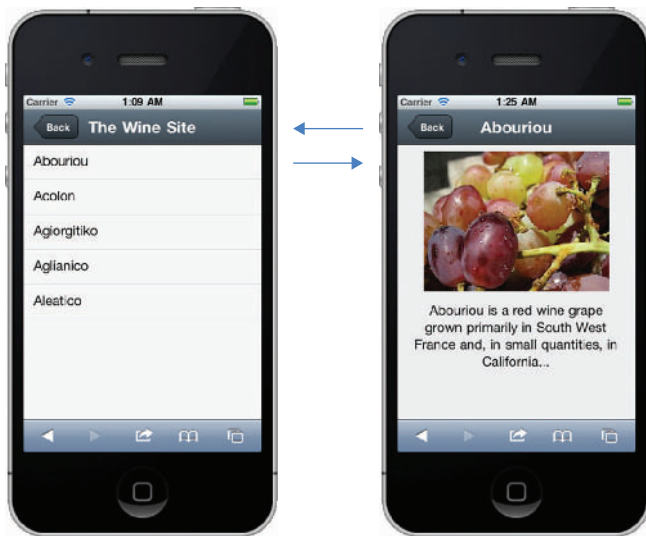 Carrier 1:09 AM
Back The Wine Site
Abouriou
Acolon
Agiorgitiko
Aglianico
Aleatico
Carrier 1:25 AM
Back Abouriou
Abouriou is a red wine grape
grown primarily in South West
France and, in small quantities, in
California...